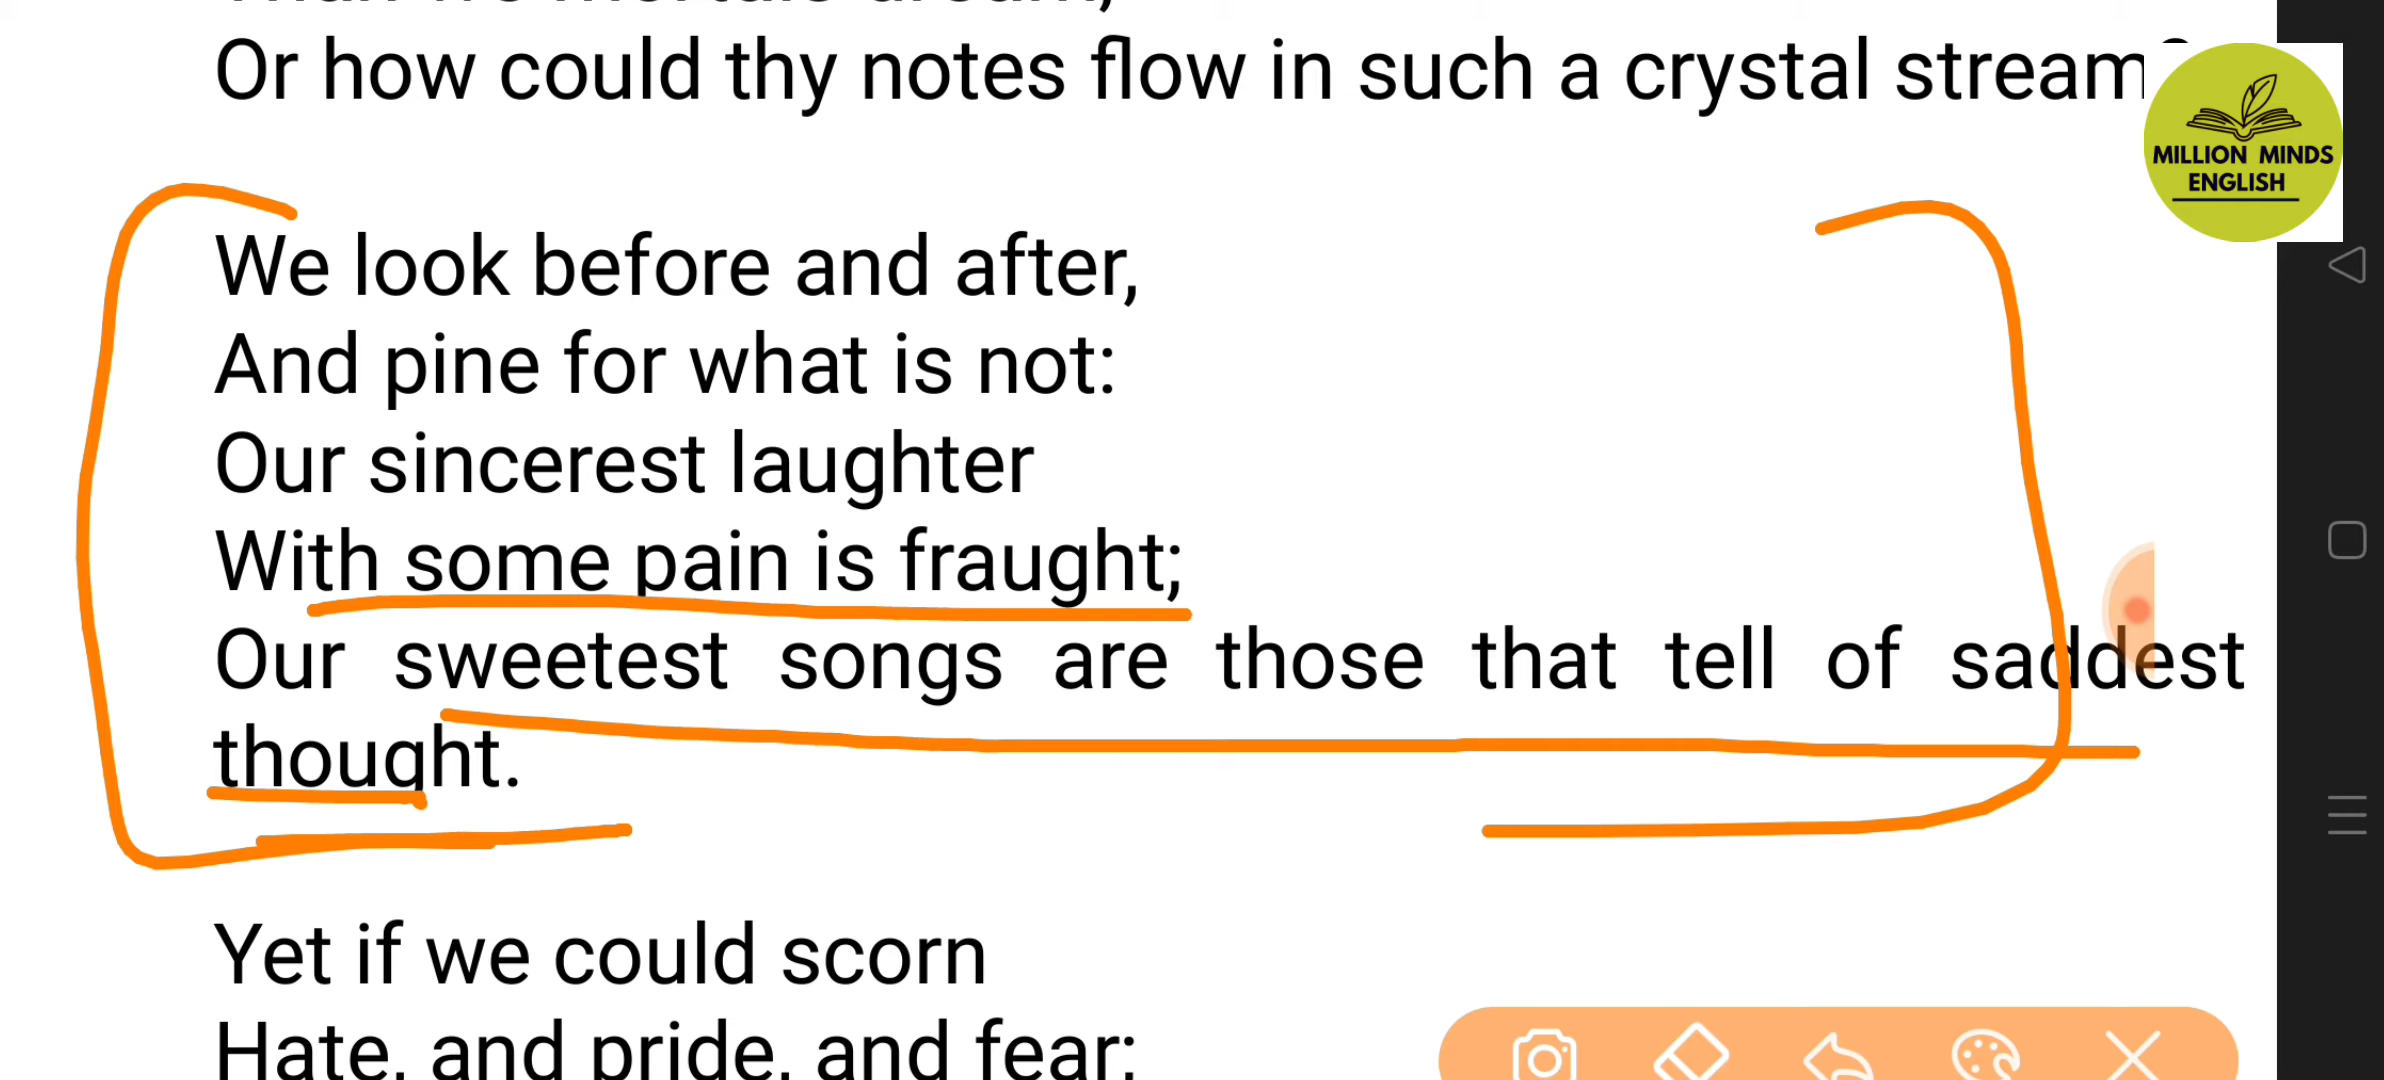 Or how could thy notes flow in such a crystal stream
MILLION MINDS
ENGLISH
We look before and after,
And pine for what is not:
Our sincerest laughter
With some pain is fraught;
Our sweetest songs are those that tell of saddest
thought.
Yet if we could scorn
Hate, and pride, and fear;